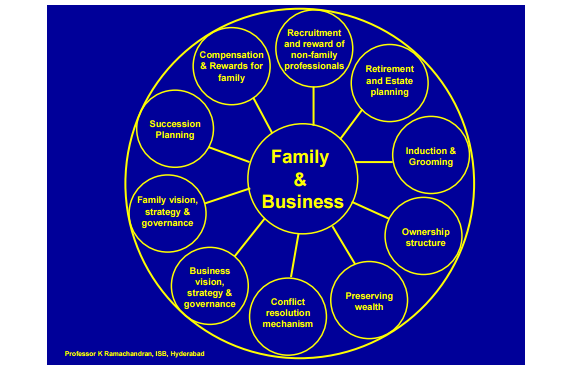 Recruitment
and reward of
non-family
professionals
Retirement
and Estate
planning
Induction &
Grooming
Ownership
structure
Preserving
wealth
Conflict
resolution
mechanism
Business
vision,
strategy &
governance
Family vision,
strategy &
governance
Succession
Planning
Compensation
& Rewards for
family
Family
&
Business
Professor K Ramachandran, ISB, Hyderabad